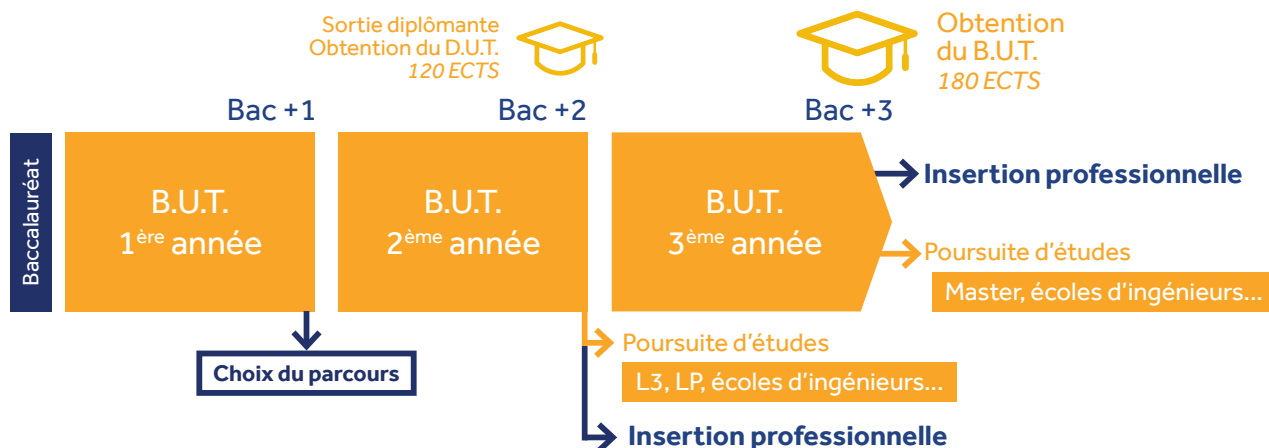 Sortie diplômante
Obtention du D.U.T.
120 ECTS
Obtention
du B.U.T.
180 ECTS
Bac +1
Bac +2
Bac +3
Baccalauréat
B.U.T.
1ère année
B.U.T.
2ème année
B.U.T.
3ème année
Insertion professionnelle
Poursuite d'études
Master, écoles d'ingénieurs...
Choix du parcours
Poursuite d'études
L3, LP, écoles d'ingénieurs...
Insertion professionnelle